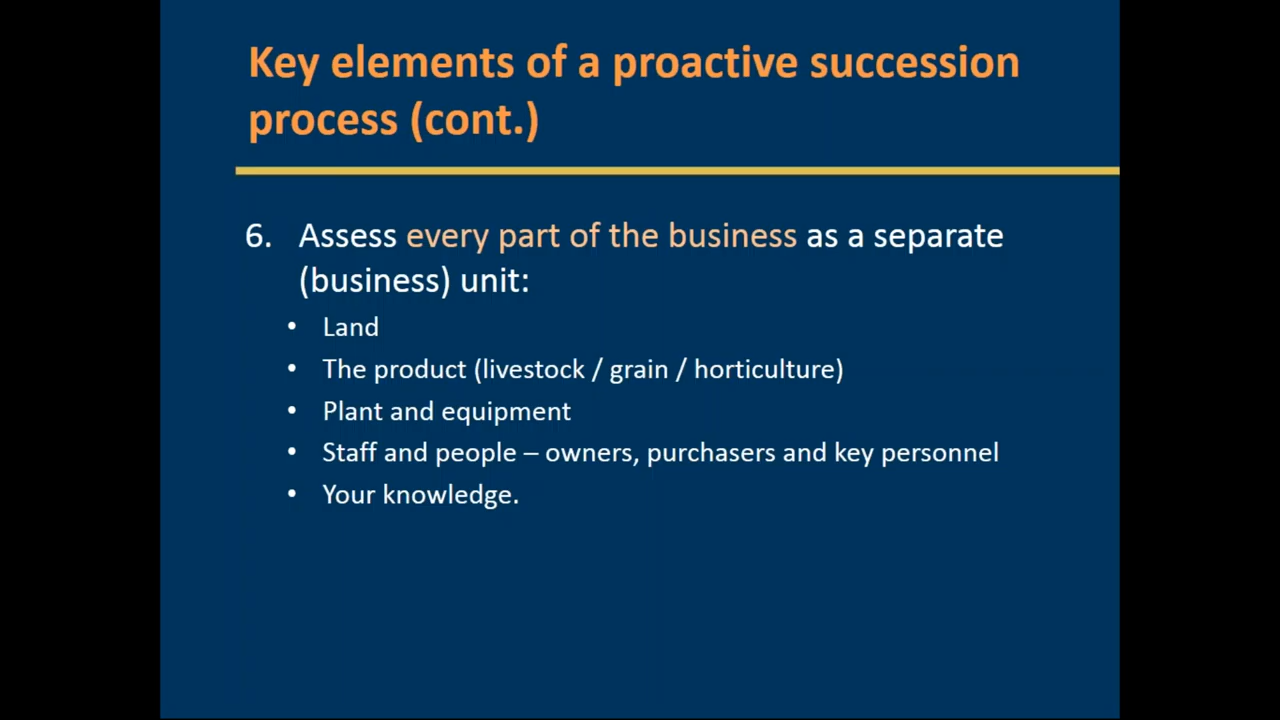 Key elements of a proactive succession
process (cont.)
6. Assess every part of the business as a separate
(business) unit:
• Land
• The product (livestock / grain / horticulture)
• Plant and equipment
• Staff and people – owners, purchasers and key personnel
• Your knowledge.